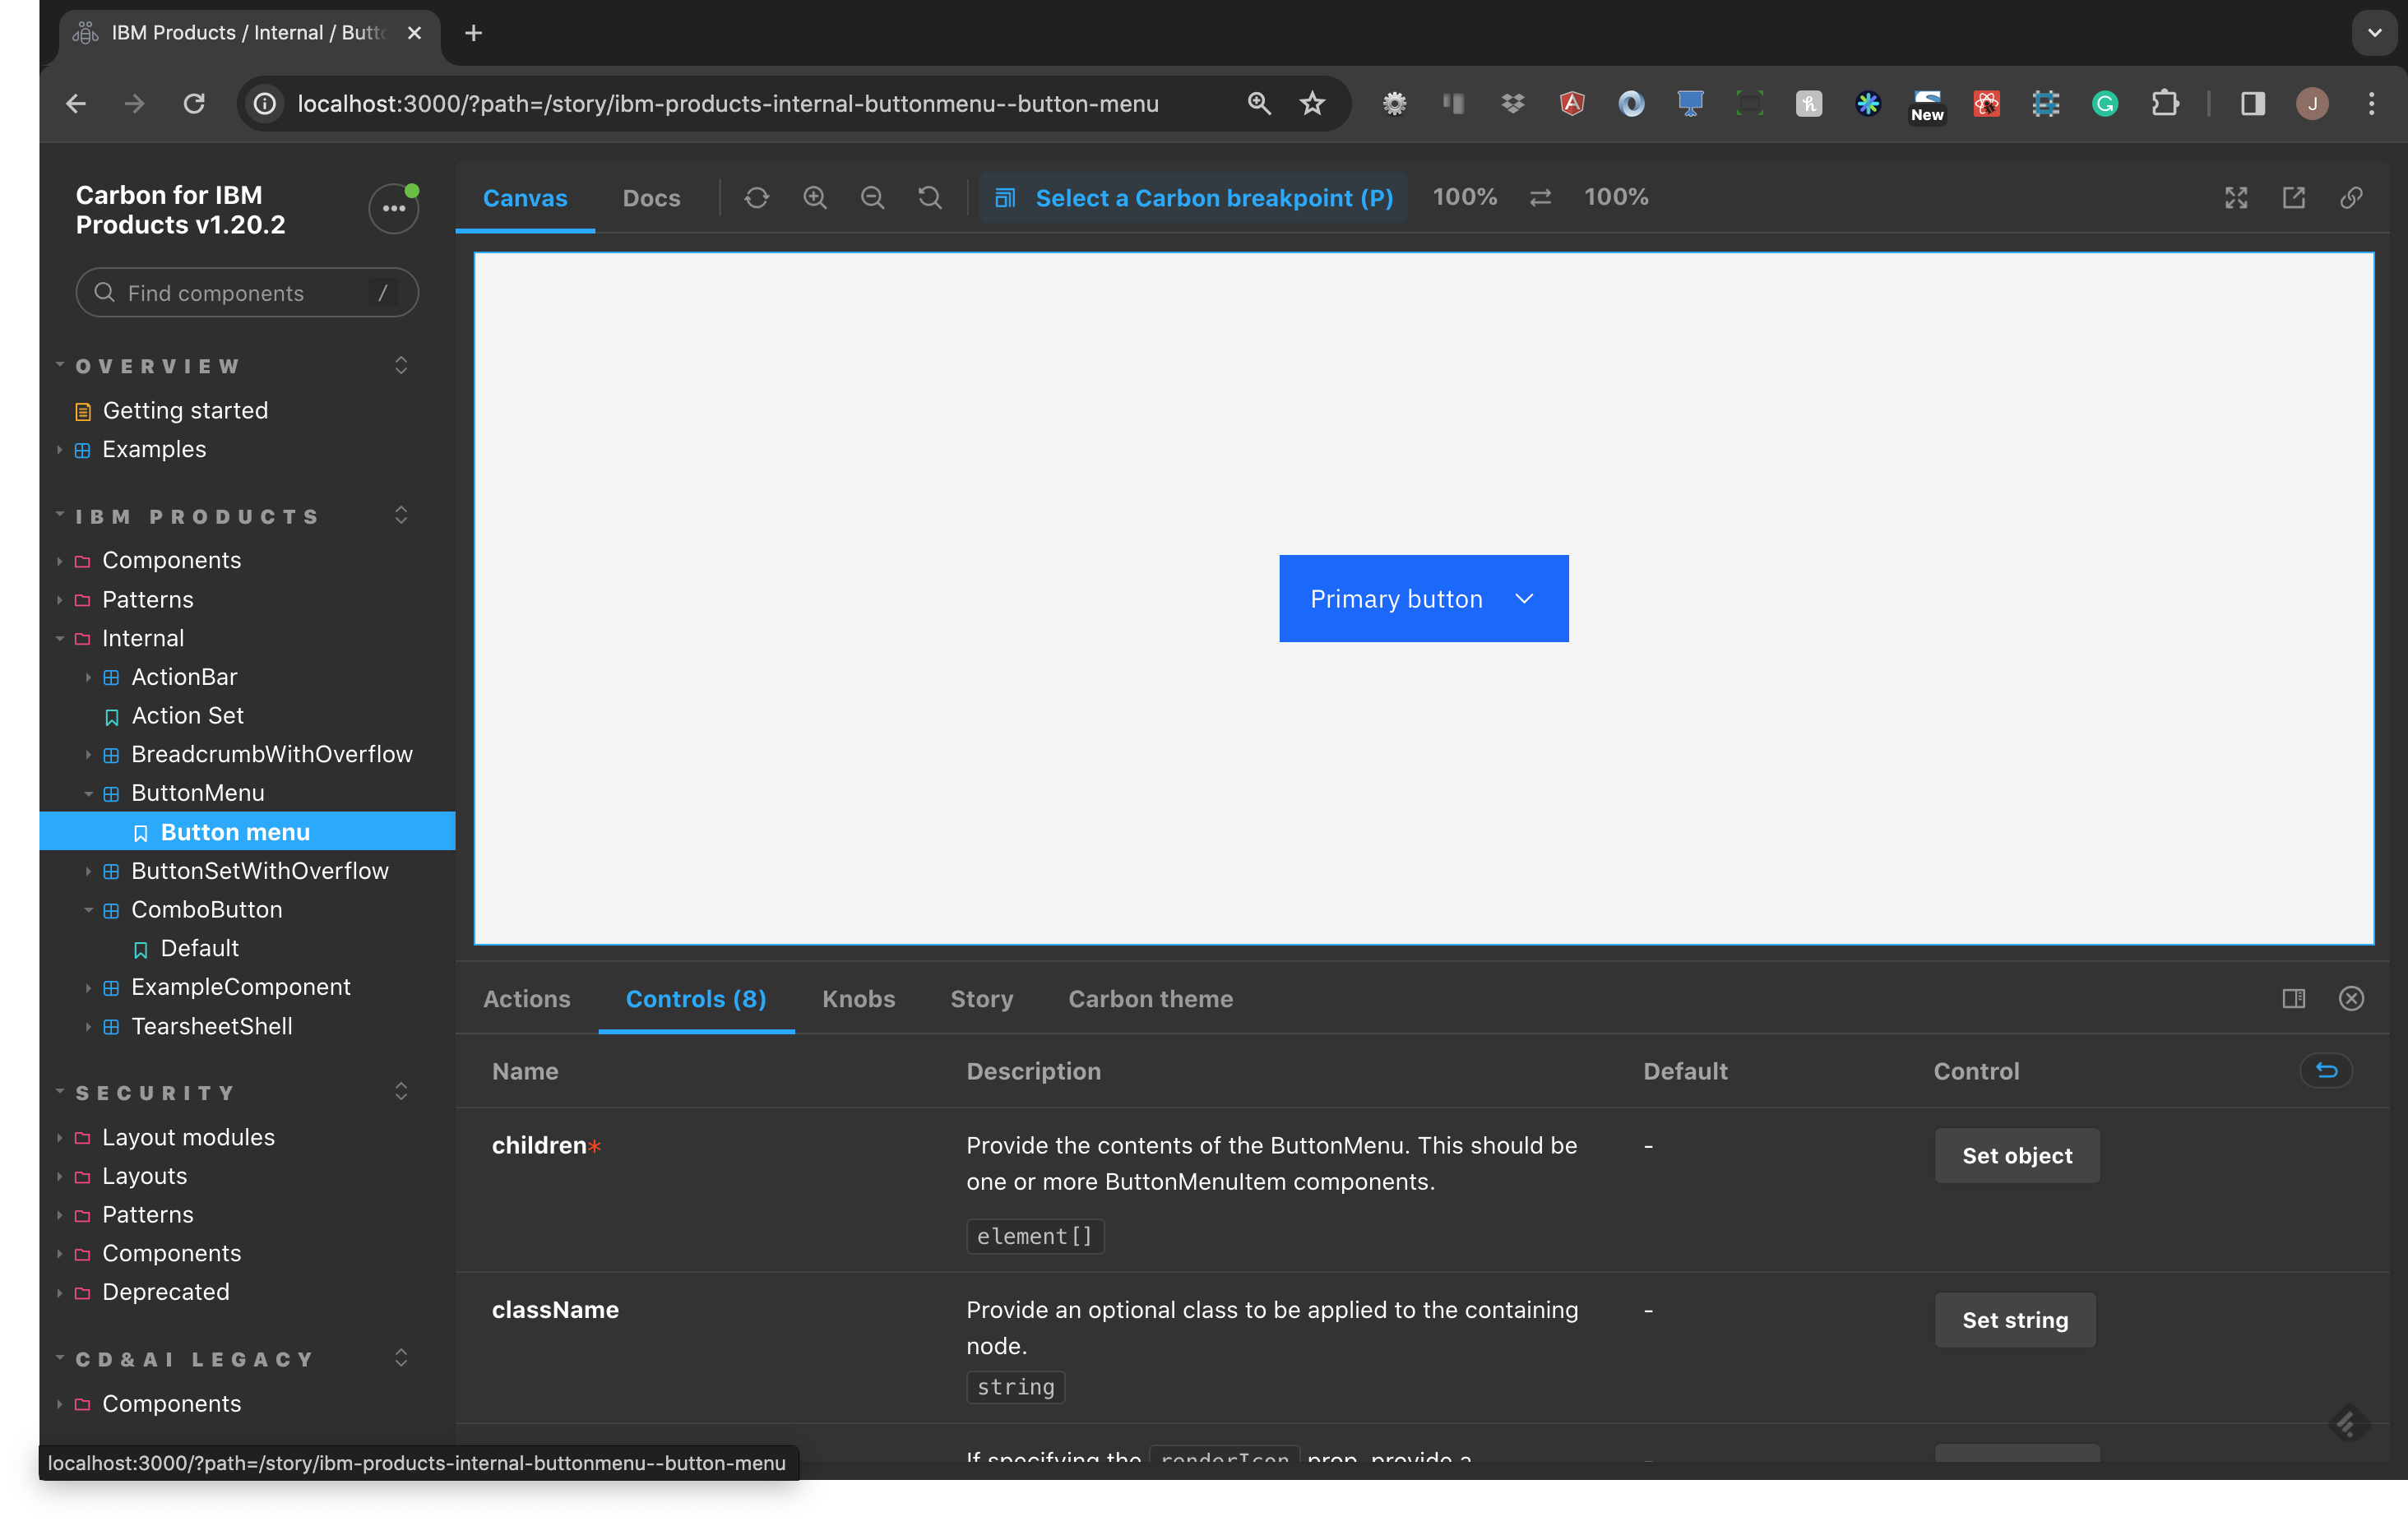 IBM Products / Internal / Butt
localhost:3000/?path=/story/ibm-products-internal-buttonmenu--button-menu
New
J
Carbon for IBM
Products v1.20.2
Find components
/
OVERVIEW
Getting started
Examples
IBM PRODUCTS
Components
Patterns
Internal
ActionBar
Action Set
BreadcrumbWithOverflow
ButtonMenu
Button menu
ButtonSetWithOverflow
ComboButton
Default
ExampleComponent
TearsheetShell
SECURITY
Layout modules
Layouts
Patterns
Components
Deprecated
CD&AI LEGACY
Components
localhost:3000/?path=/story/ibm-products-internal-buttonmenu--button-menu
Canvas Docs Select a Carbon breakpoint (P) 100% 100%
Primary button
Actions Controls (8) Knobs Story Carbon theme
Name Description Default Control
children* Provide the contents of the ButtonMenu. This should be - Set object
one or more ButtonMenuItem components.
element[]
className Provide an optional class to be applied to the containing - Set string
node.
string
If specifying the renderIcon prop, provide a -